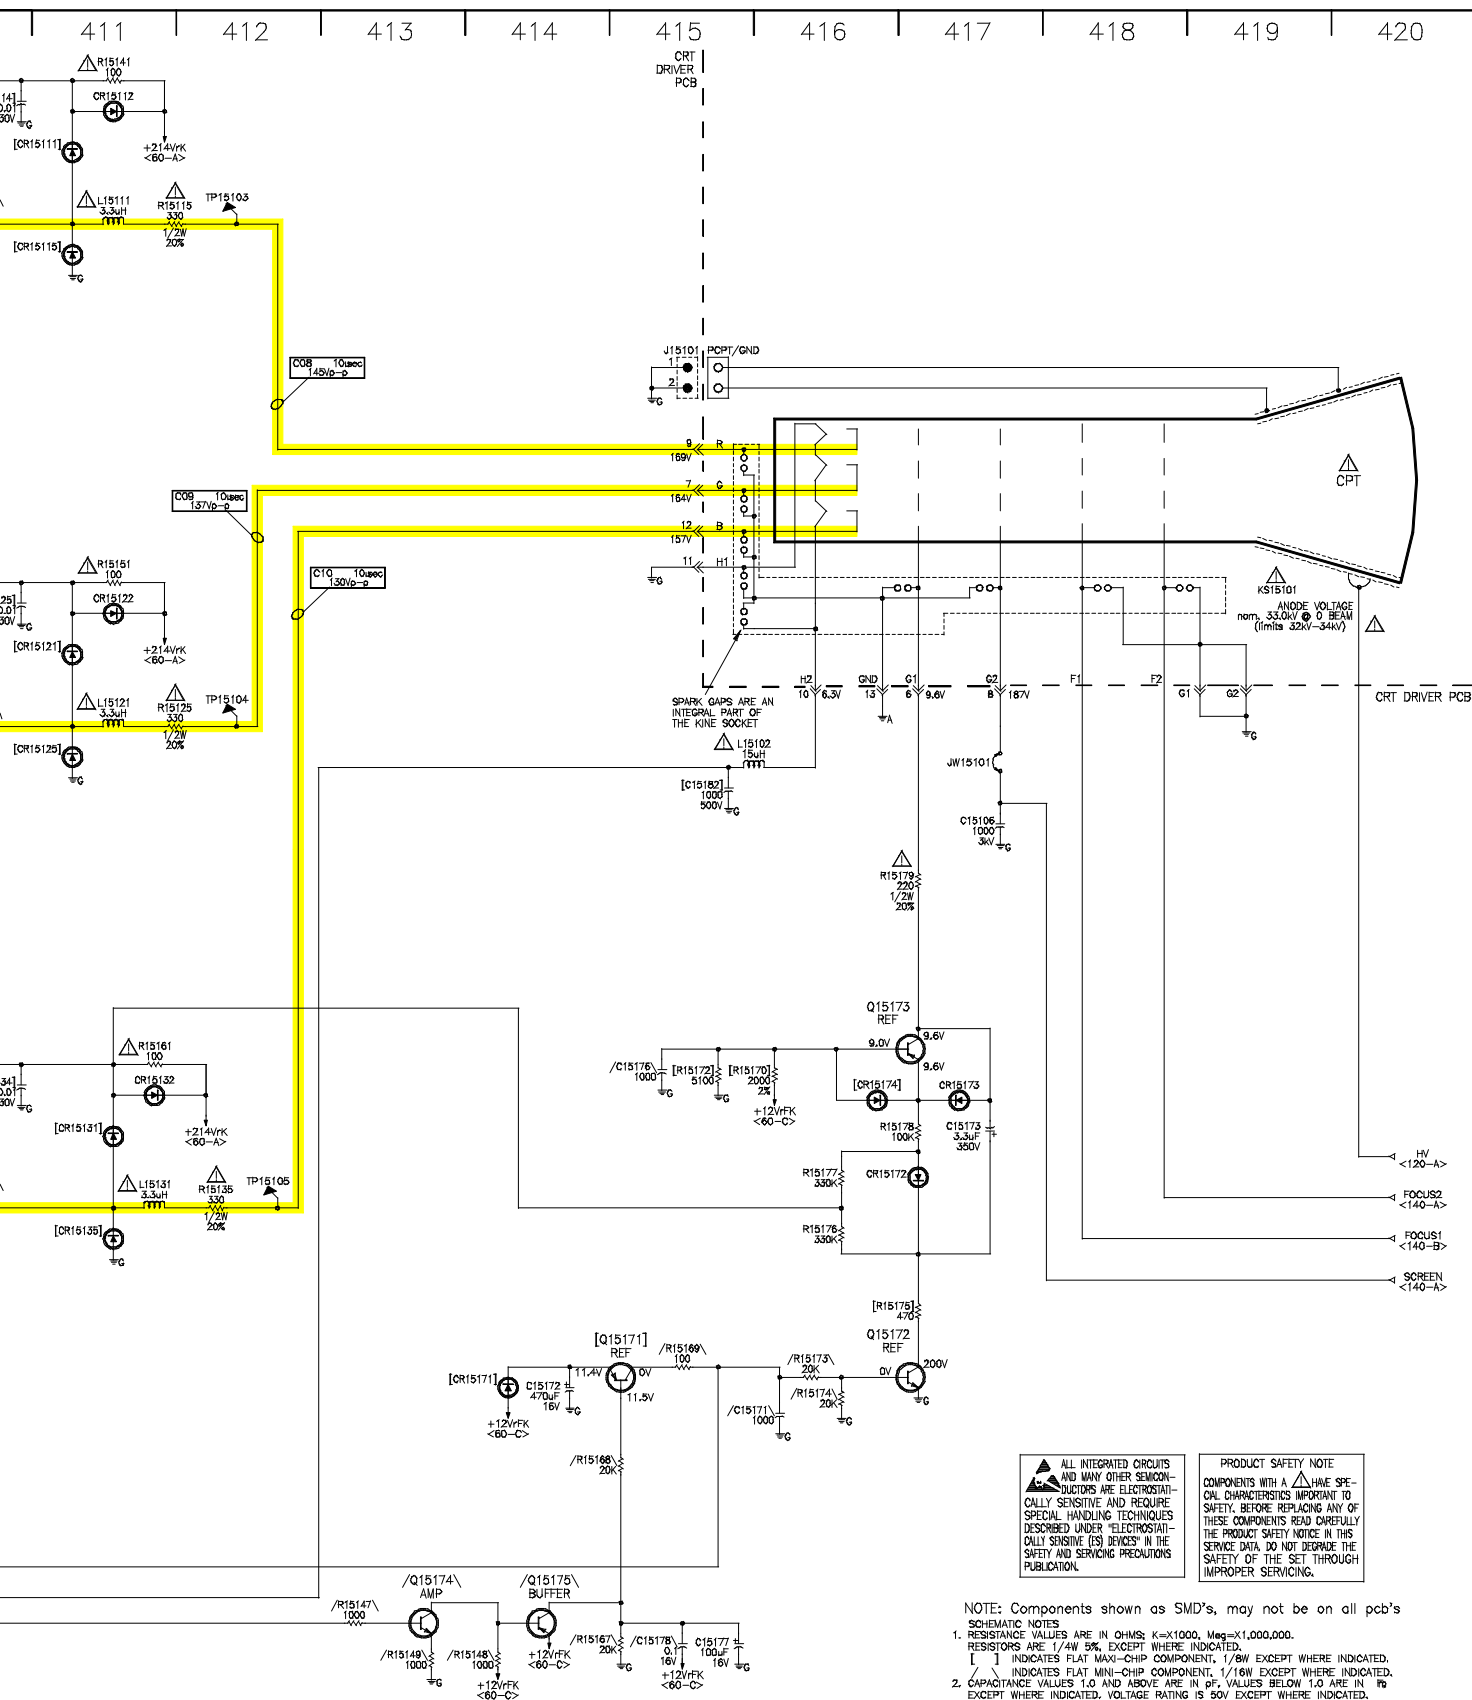 411 412 413 414 415 416 417 418 419 420
CRT
DRIVER
PCB
R15141
100
CR15112
14]
0.0
30V
G
[CR15111]
+214VrK
<60-A>
L15111
3.3uH
R15115
330
1/2W
20%
TP15103
[CR15115]
G
C08 10usec
145Vp-p
J15101 PCPT/GND
1
2
G
9 R
169V
7 G
164V
12 B
157V
11 H1
G
CPT
C09 10usec
137Vp-p
C10 10usec
130Vp-p
R15151
100
CR15122
25]
0.0
30V
G
[CR15121]
+214VrK
<60-A>
L15121
3.3uH
R15125
330
1/2W
20%
TP15104
[CR15125]
G
KS15101
ANODE VOLTAGE
nom. 33.0kV @ 0 BEAM
(limits 32kV-34kV)
SPARK GAPS ARE AN
INTEGRAL PART OF
THE KINE SOCKET
H2
10 6.3V
GND
13
A
G1
6 9.6V
G2
8 187V
F1
F2
G1
G2
G
CRT DRIVER PCB
L15102
15uH
[C15182]
1000
500V
G
JW15101
C15106
1000
3kV
G
R15179
220
1/2W
20%
R15161
100
CR15132
34]
0.0
30V
G
[CR15131]
+214VrK
<60-A>
L15131
3.3uH
R15135
330
1/2W
20%
TP15105
[CR15135]
G
Q15173
REF
9.0V
9.6V
9.6V
/C15176\
1000
G
[R15172]
5100
G
[R15170]
2000
2%
+12VrFK
<60-C>
[CR15174]
CR15173
R15178
100K
C15173
3.3uF
350V
+
R15177
330K
CR15172
R15176
330K
HV
<120-A>
FOCUS2
<140-A>
FOCUS1
<140-B>
SCREEN
<140-A>
[R15175]
470
Q15172
REF
200V
0V
G
[Q15171]
REF
11.4V
0V
11.5V
/R15169\
100
[CR15171]
+12VrFK
<60-C>
C15172
470uF
16V
+
G
/R15173\
20K
/R15174\
20K
G
/C15171\
1000
G
/R15168\
20K
/Q15174\
AMP
/Q15175\
BUFFER
/R15147\
1000
/R15149\
1000
G
/R15148\
1000
+12VrFK
<60-C>
+12VrFK
<60-C>
/R15167\
20K
G
/C15178\
0.1
16V
+12VrFK
<60-C>
C15177
100uF
16V
+
G
ALL INTEGRATED CIRCUITS
AND MANY OTHER SEMICON-
DUCTORS ARE ELECTROSTATI-
CALLY SENSITIVE AND REQUIRE
SPECIAL HANDLING TECHNIQUES
DESCRIBED UNDER "ELECTROSTATI-
CALLY SENSITIVE (ES) DEVICES" IN THE
SAFETY AND SERVICING PRECAUTIONS
PUBLICATION.
PRODUCT SAFETY NOTE
COMPONENTS WITH A HAVE SPE-
CIAL CHARACTERISTICS IMPORTANT TO
SAFETY. BEFORE REPLACING ANY OF
THESE COMPONENTS READ CAREFULLY
THE PRODUCT SAFETY NOTICE IN THIS
SERVICE DATA. DO NOT DEGRADE THE
SAFETY OF THE SET THROUGH
IMPROPER SERVICING.
NOTE: Components shown as SMD's, may not be on all pcb's
SCHEMATIC NOTES
1. RESISTANCE VALUES ARE IN OHMS; K=X1000, Meg=X1,000,000.
RESISTORS ARE 1/4W 5%, EXCEPT WHERE INDICATED.
[ ] INDICATES FLAT MAXI-CHIP COMPONENT, 1/8W EXCEPT WHERE INDICATED.
/ \ INDICATES FLAT MINI-CHIP COMPONENT, 1/16W EXCEPT WHERE INDICATED.
2. CAPACITANCE VALUES 1.0 AND ABOVE ARE IN pF, VALUES BELOW 1.0 ARE IN
EXCEPT WHERE INDICATED. VOLTAGE RATING IS 50V EXCEPT WHERE INDICATED.